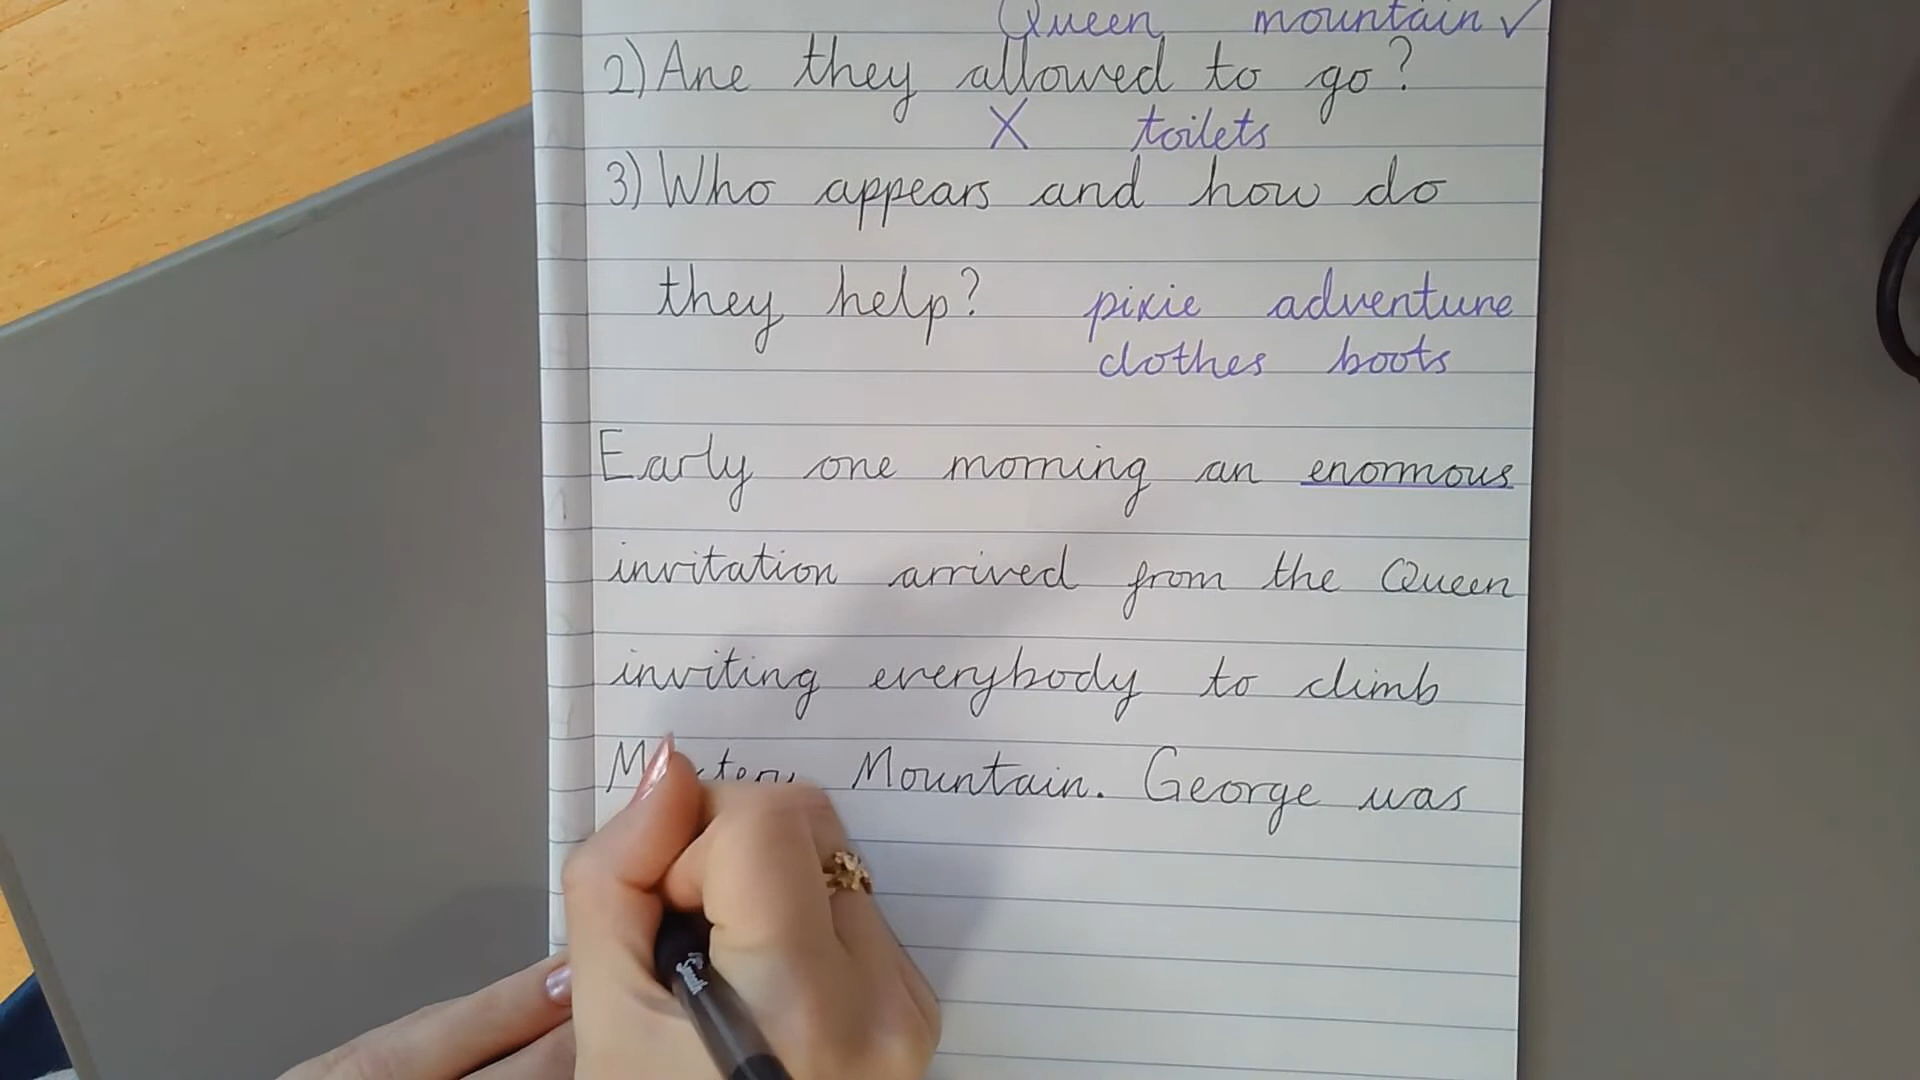 Queen mountain ✓
2) Are they allowed to go?
X toilets
3) Who appears and how do
they help? pixie adventure
clothes boots
Early one morning an enormous
invitation arrived from the Queen
inviting everybody to climb
Mountain. George was